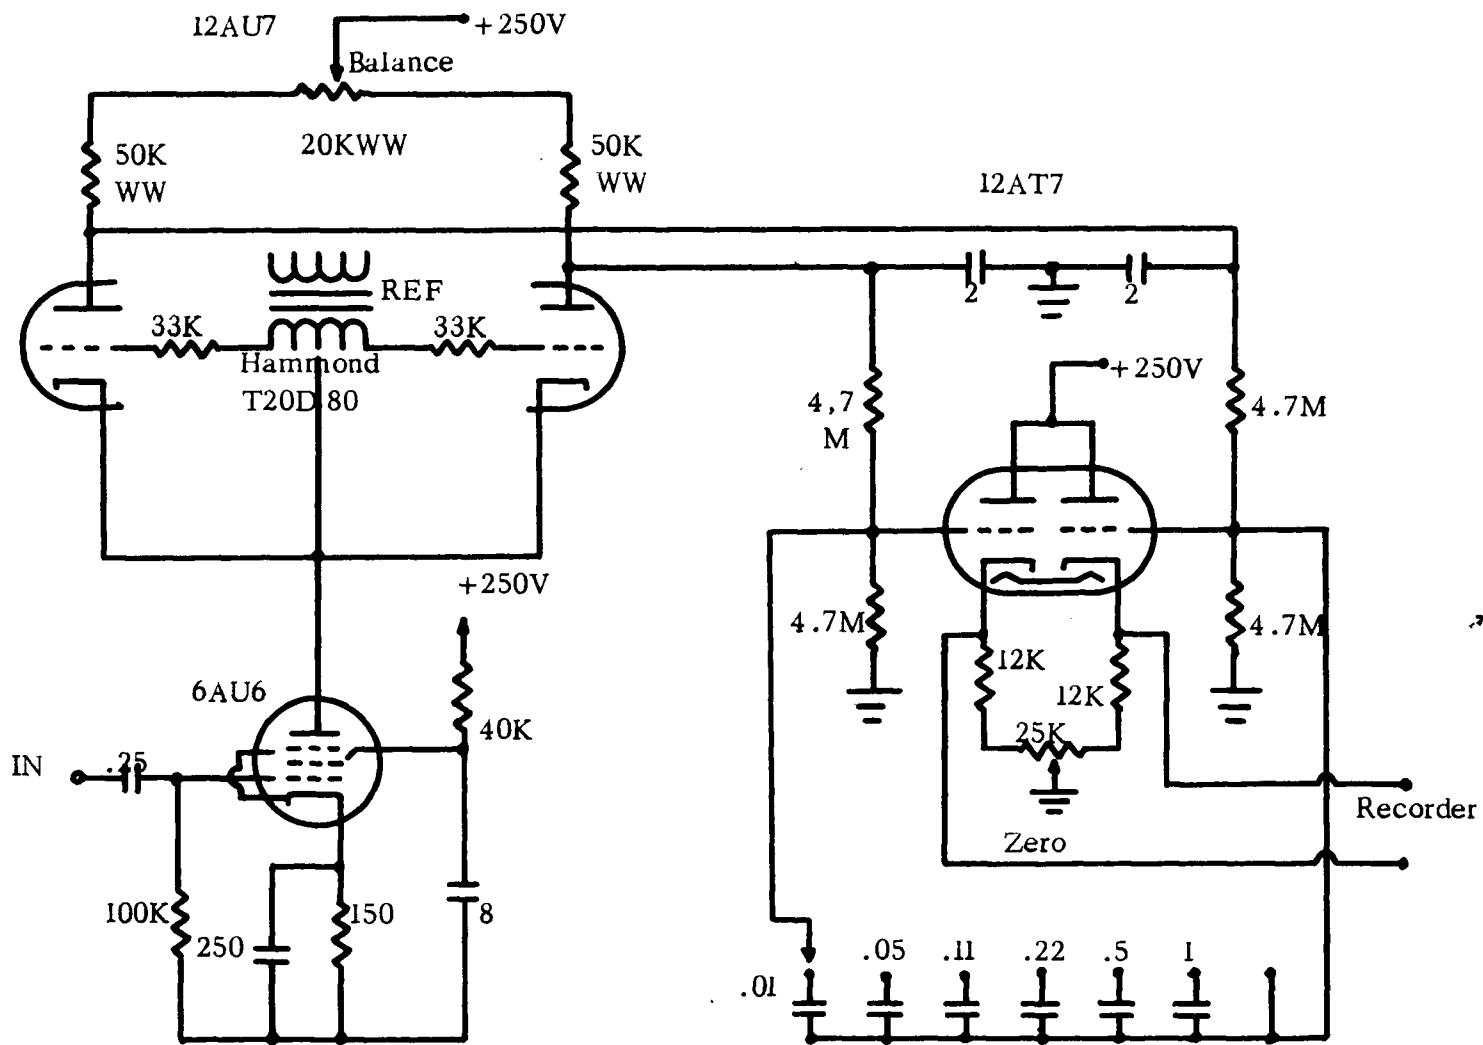 12AU7
+250V
Balance
20KWW
50K
WW
50K
WW
12AT7
REF
33K
33K
Hammond
T20D 80
2
2
+250V
4,7
M
4.7M
4.7M
4.7M
+250V
12K
12K
25K
Zero
6AU6
40K
IN
.25
Recorder
100K
250
150
8
.01
.05
.11
.22
.5
1